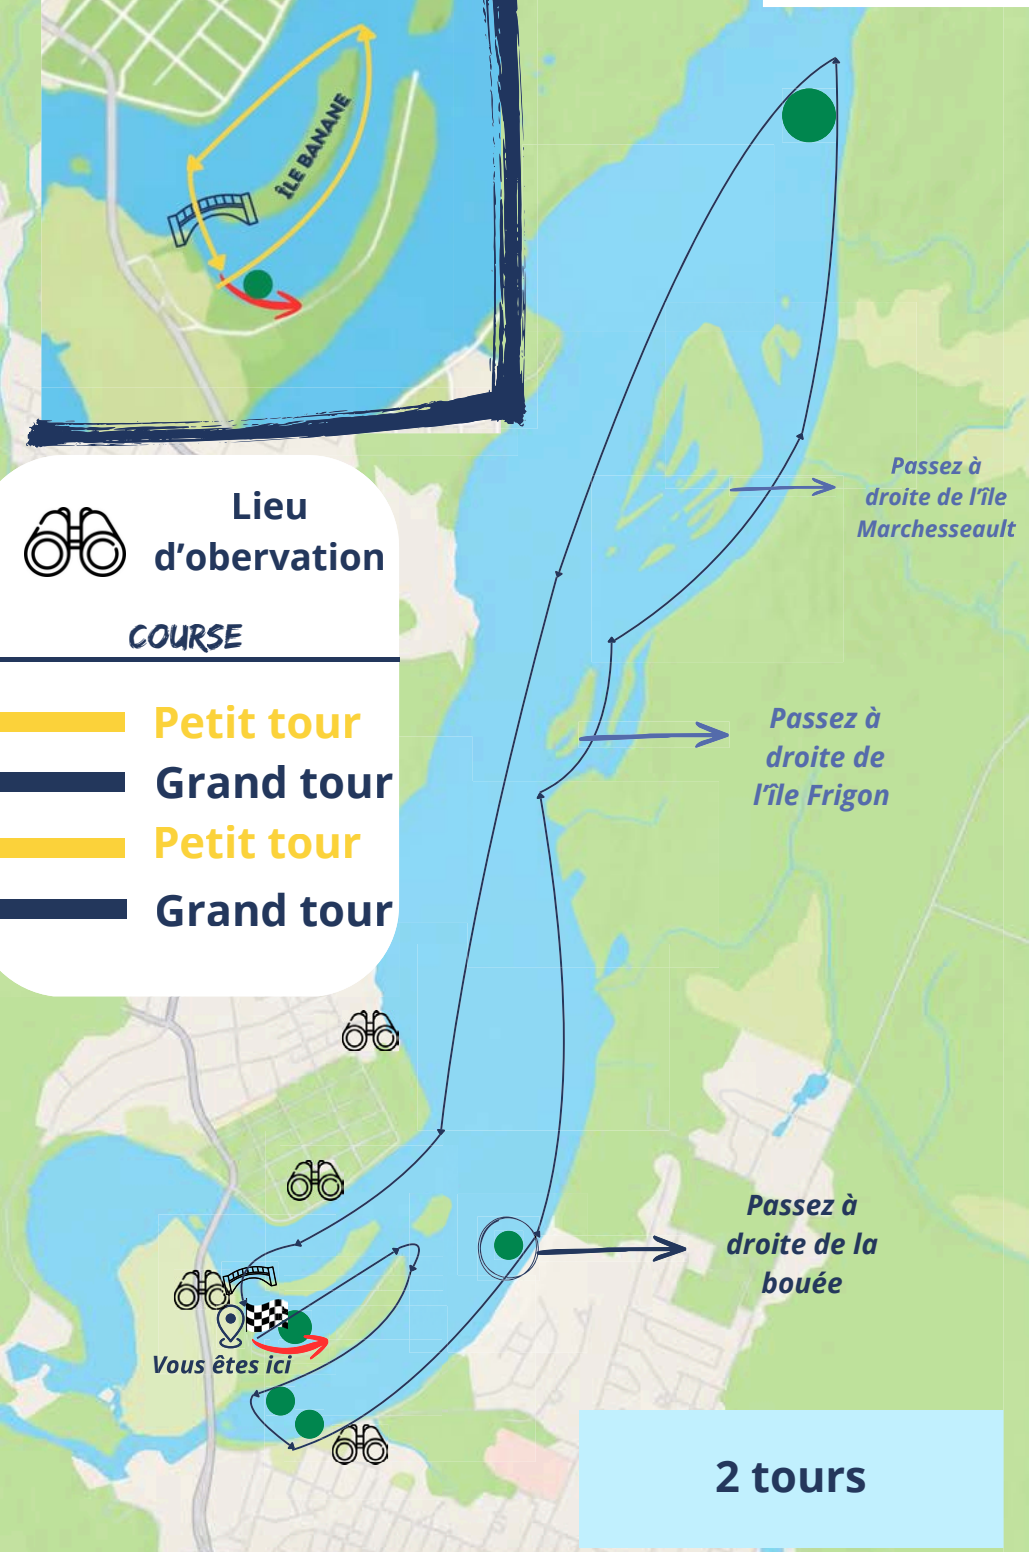 ÎLE BANANE
Lieu
d’obervation
COURSE
Petit tour
Grand tour
Petit tour
Grand tour
Passez à
droite de l’île
Marchesseault
Passez à
droite de
l’île Frigon
Passez à
droite de la
bouée
Vous êtes ici
2 tours